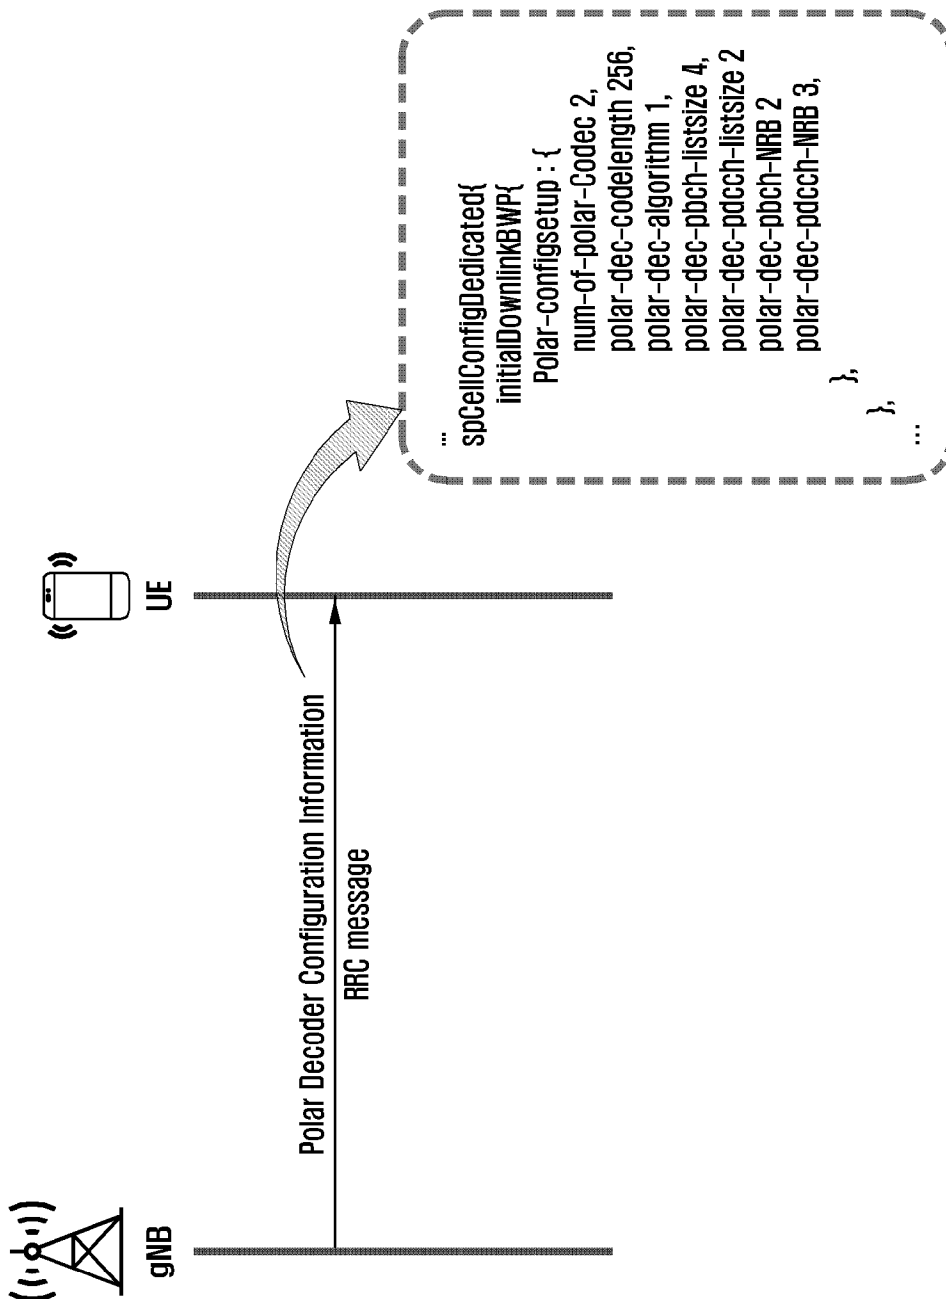 gNB
UE
Polar Decoder Configuration Information
RRC message
...
spCellConfigDedicated{
initialDownlinkBWP{
Polar-configsetup : {
num-of-polar-Codec 2,
polar-dec-codelength 256,
polar-dec-algorithm 1,
polar-dec-pbch-listsize 4,
polar-dec-pdcch-listsize 2
polar-dec-pbch-NRB 2
polar-dec-pdcch-NRB 3,
},
},
...